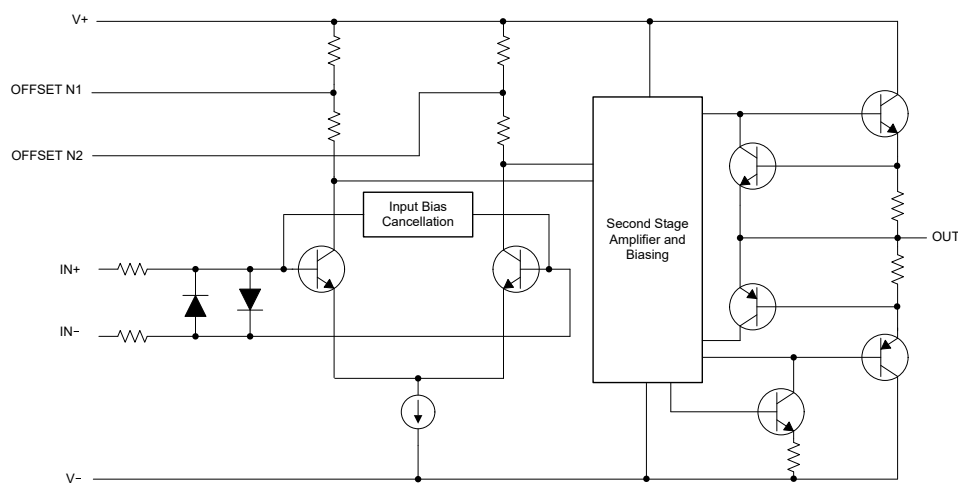 V+
OFFSET N1
OFFSET N2
Input Bias
Cancellation
Second Stage
Amplifier and
Biasing
OUT
IN+
IN−
V−